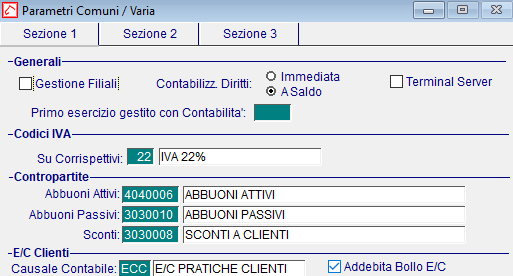 Parametri Comuni / Varia
Sezione 1 Sezione 2 Sezione 3
Generali
Gestione Filiali Contabilizz. Diritti: Immediata Terminal Server
A Saldo
Primo esercizio gestito con Contabilita':
Codici IVA
Su Corrispettivi: 22 IVA 22%
Contropartite
Abbuoni Attivi: 4040006 ABBUONI ATTIVI
Abbuoni Passivi: 3030010 ABBUONI PASSIVI
Sconti: 3030008 SCONTI A CLIENTI
E/C Clienti
Causale Contabile: ECC E/C PRATICHE CLIENTI Addebita Bollo E/C